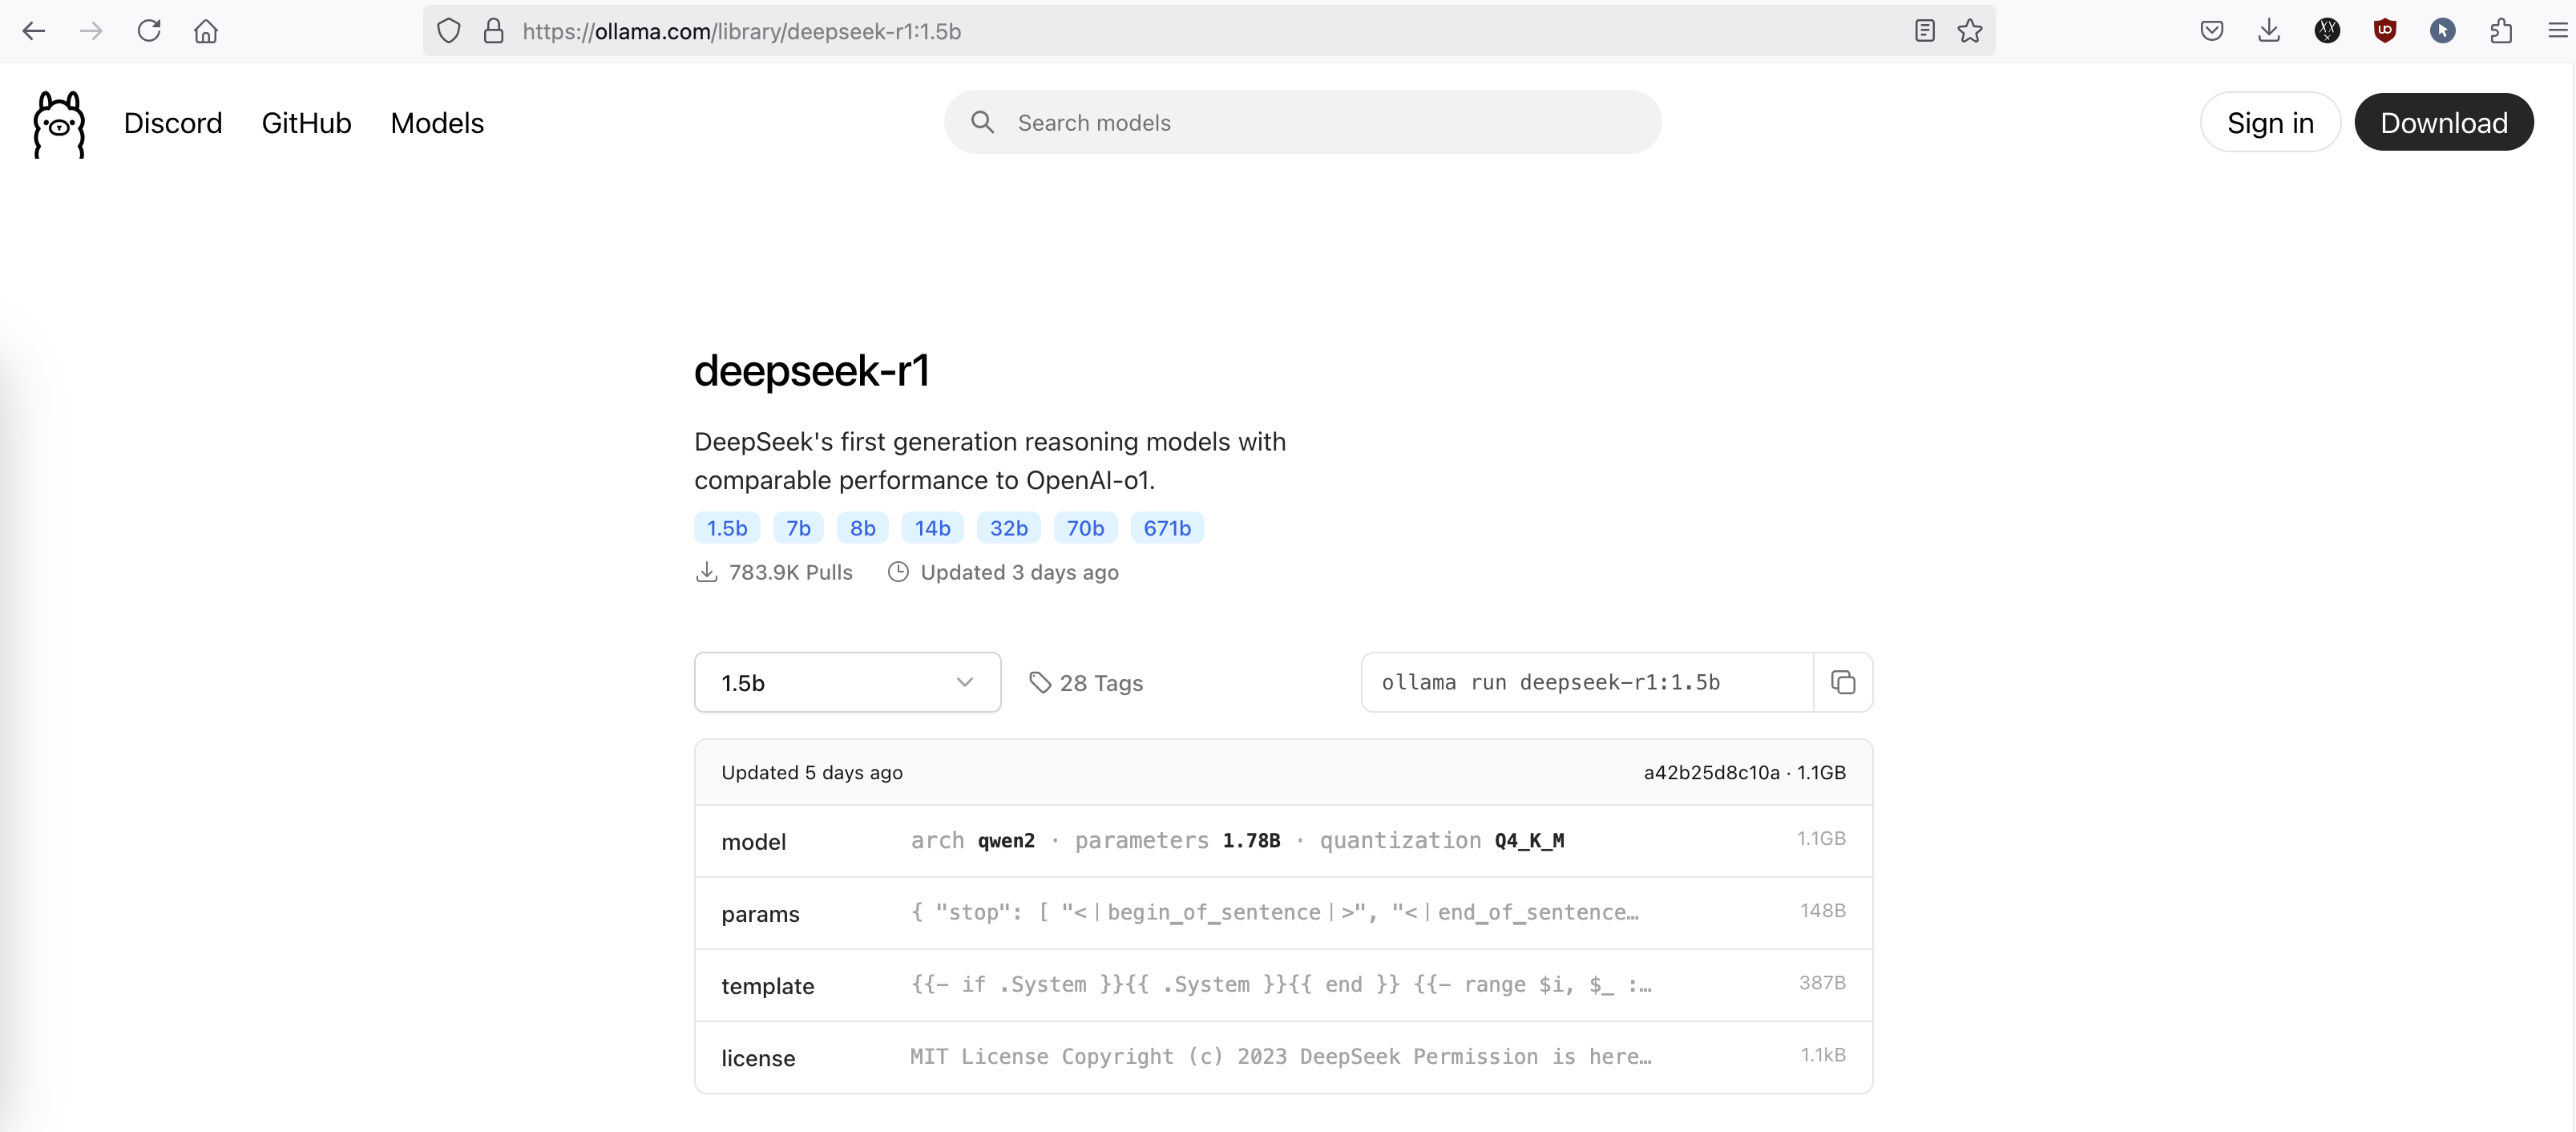 https://ollama.com/library/deepseek-r1:1.5b
Discord GitHub Models
Search models
Sign in Download
deepseek-r1
DeepSeek's first generation reasoning models with
comparable performance to OpenAI-o1.
1.5b 7b 8b 14b 32b 70b 671b
783.9K Pulls Updated 3 days ago
1.5b 28 Tags ollama run deepseek-r1:1.5b
Updated 5 days ago a42b25d8c10a · 1.1GB
model arch qwen2 · parameters 1.78B · quantization Q4_K_M 1.1GB
params { "stop": [ "<｜begin_of_sentence｜>", "<｜end_of_sentence… 148B
template {{- if .System }}{{ .System }}{{ end }} {{- range $i, $_ :… 387B
license MIT License Copyright (c) 2023 DeepSeek Permission is here… 1.1kB